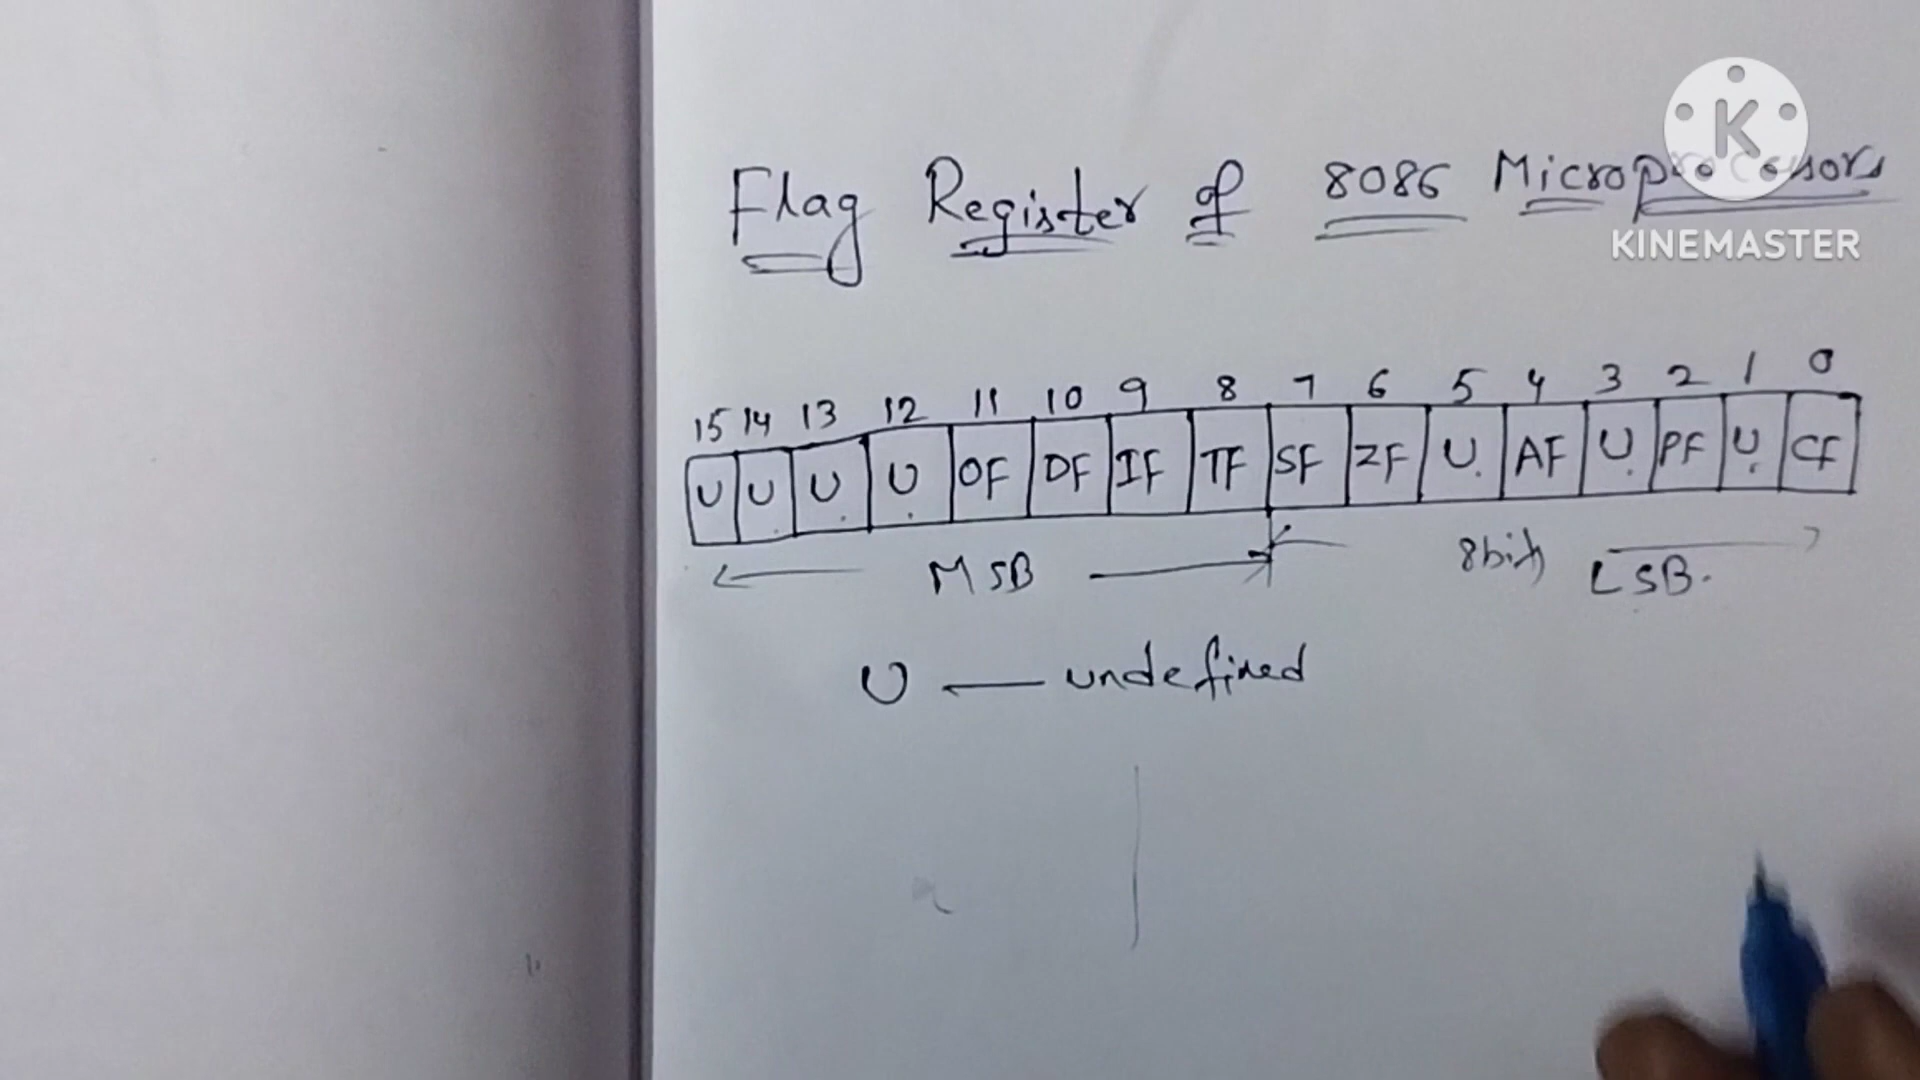 Flag Register of 8086 Microprocessors
K
KINEMASTER
15 14 13 12 11 10 9 8 7 6 5 4 3 2 1 0
U U U U OF DF IF TF SF ZF U AF U PF U CF
MSB 8bit LSB.
U — undefined